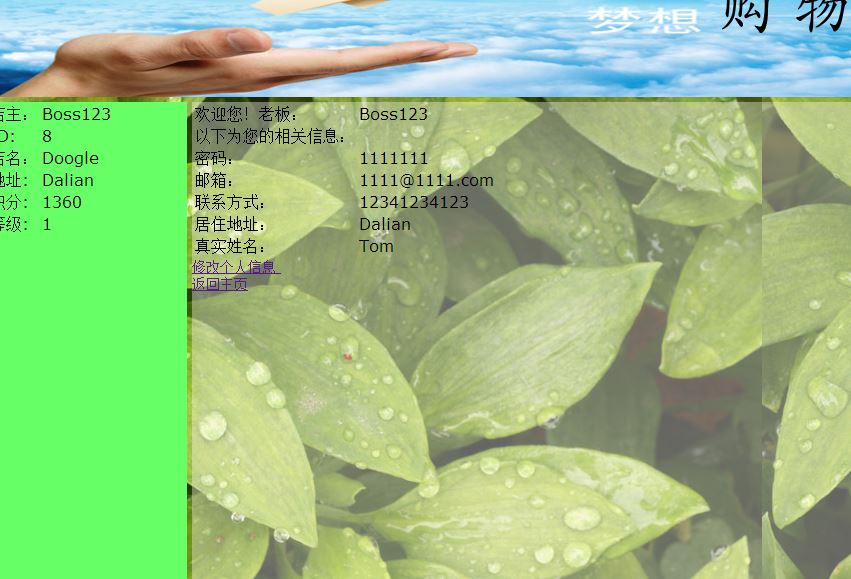 梦想 购物
店主： Boss123
ID： 8
店名： Doogle
地址： Dalian
积分： 1360
等级： 1
欢迎您！老板： Boss123
以下为您的相关信息：
密码： 1111111
邮箱： 1111@1111.com
联系方式： 12341234123
居住地址： Dalian
真实姓名： Tom
修改个人信息
返回主页